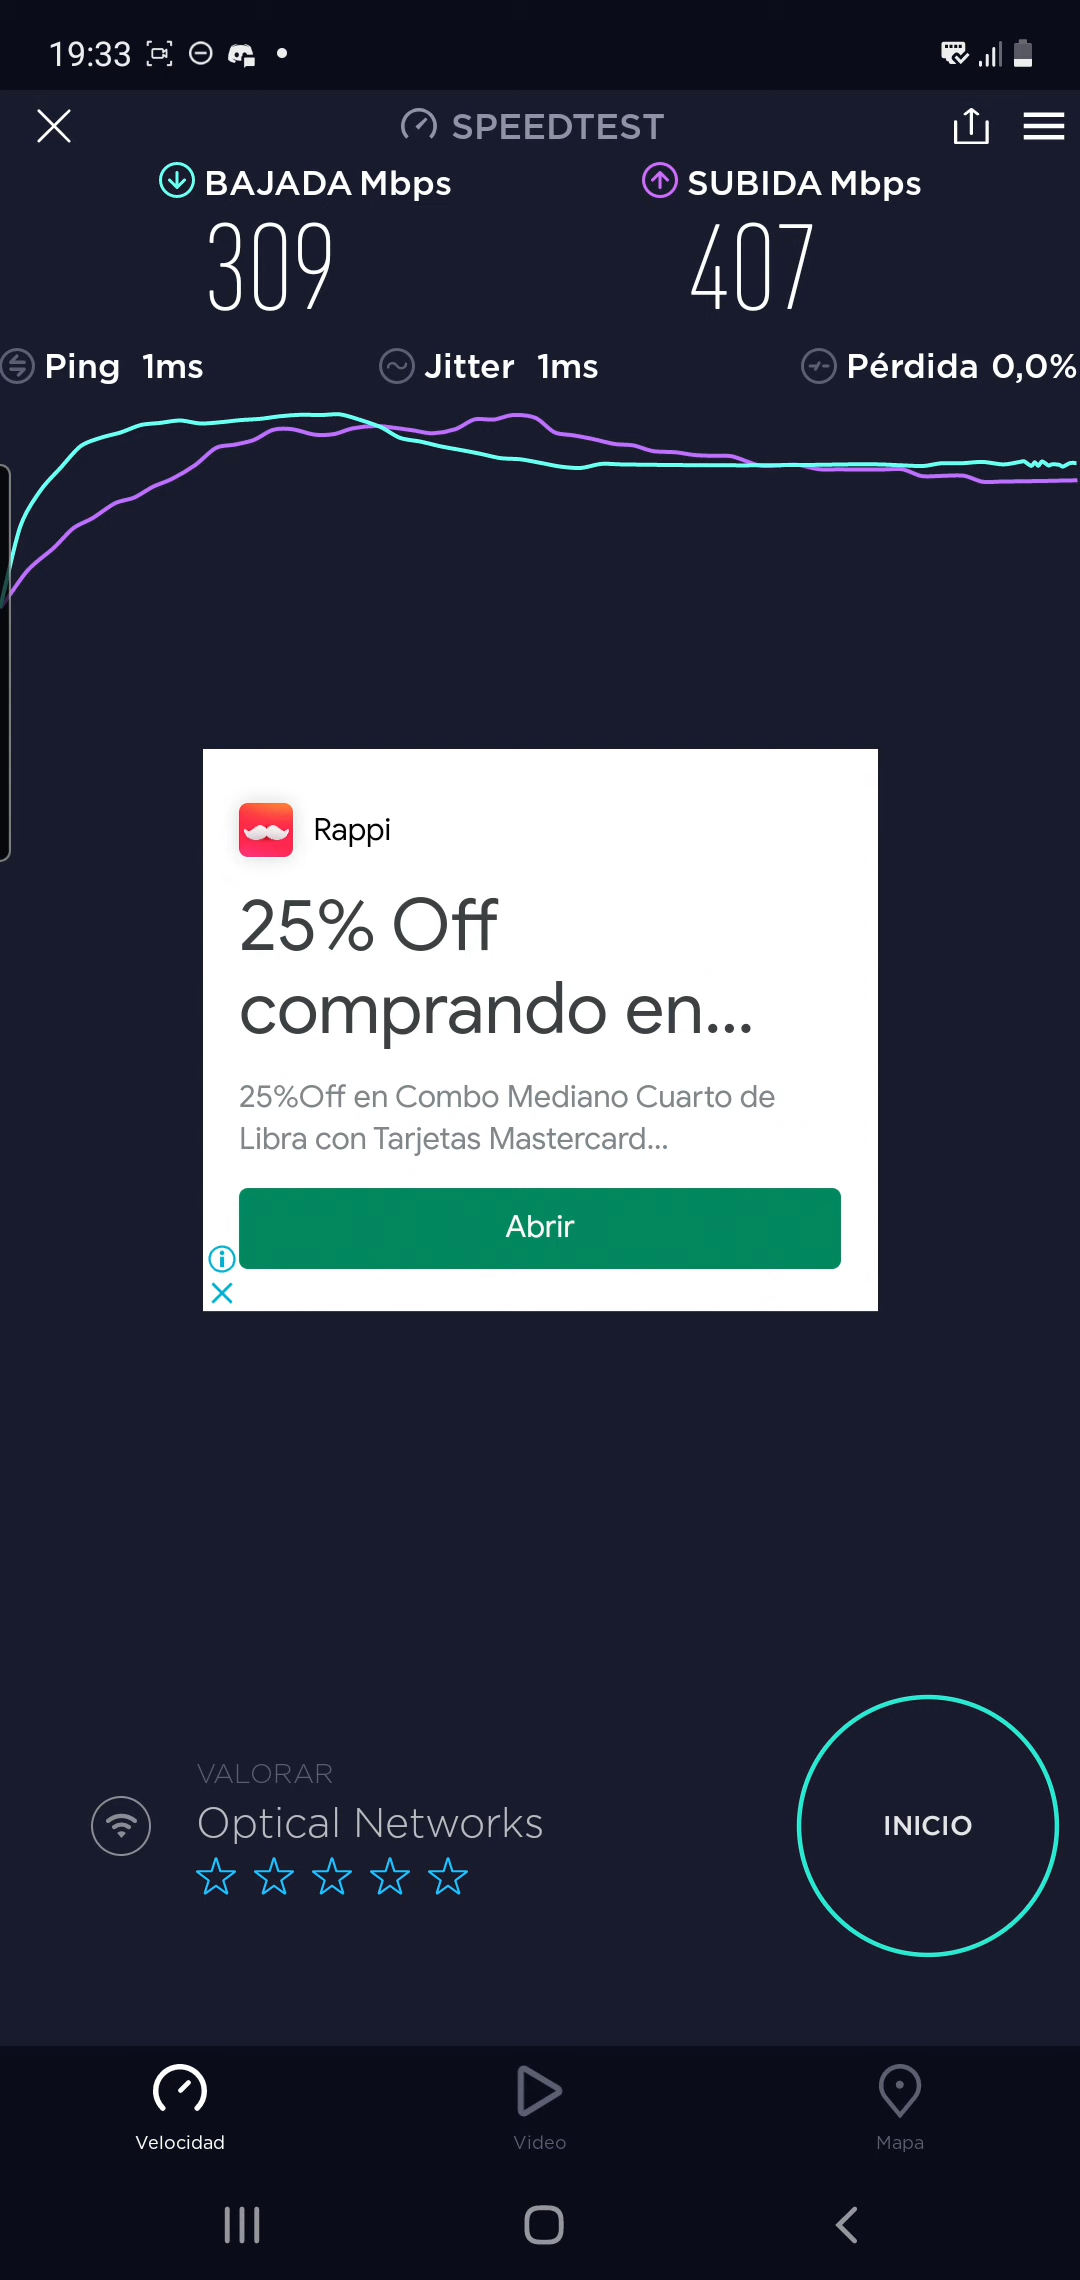 19:33
SPEEDTEST
BAJADA Mbps
SUBIDA Mbps
309
407
Ping 1ms
Jitter 1ms
Pérdida 0,0%
Rappi
25% Off
comprando en...
25%Off en Combo Mediano Cuarto de
Libra con Tarjetas Mastercard...
Abrir
VALORAR
Optical Networks
INICIO
Velocidad
Video
Mapa